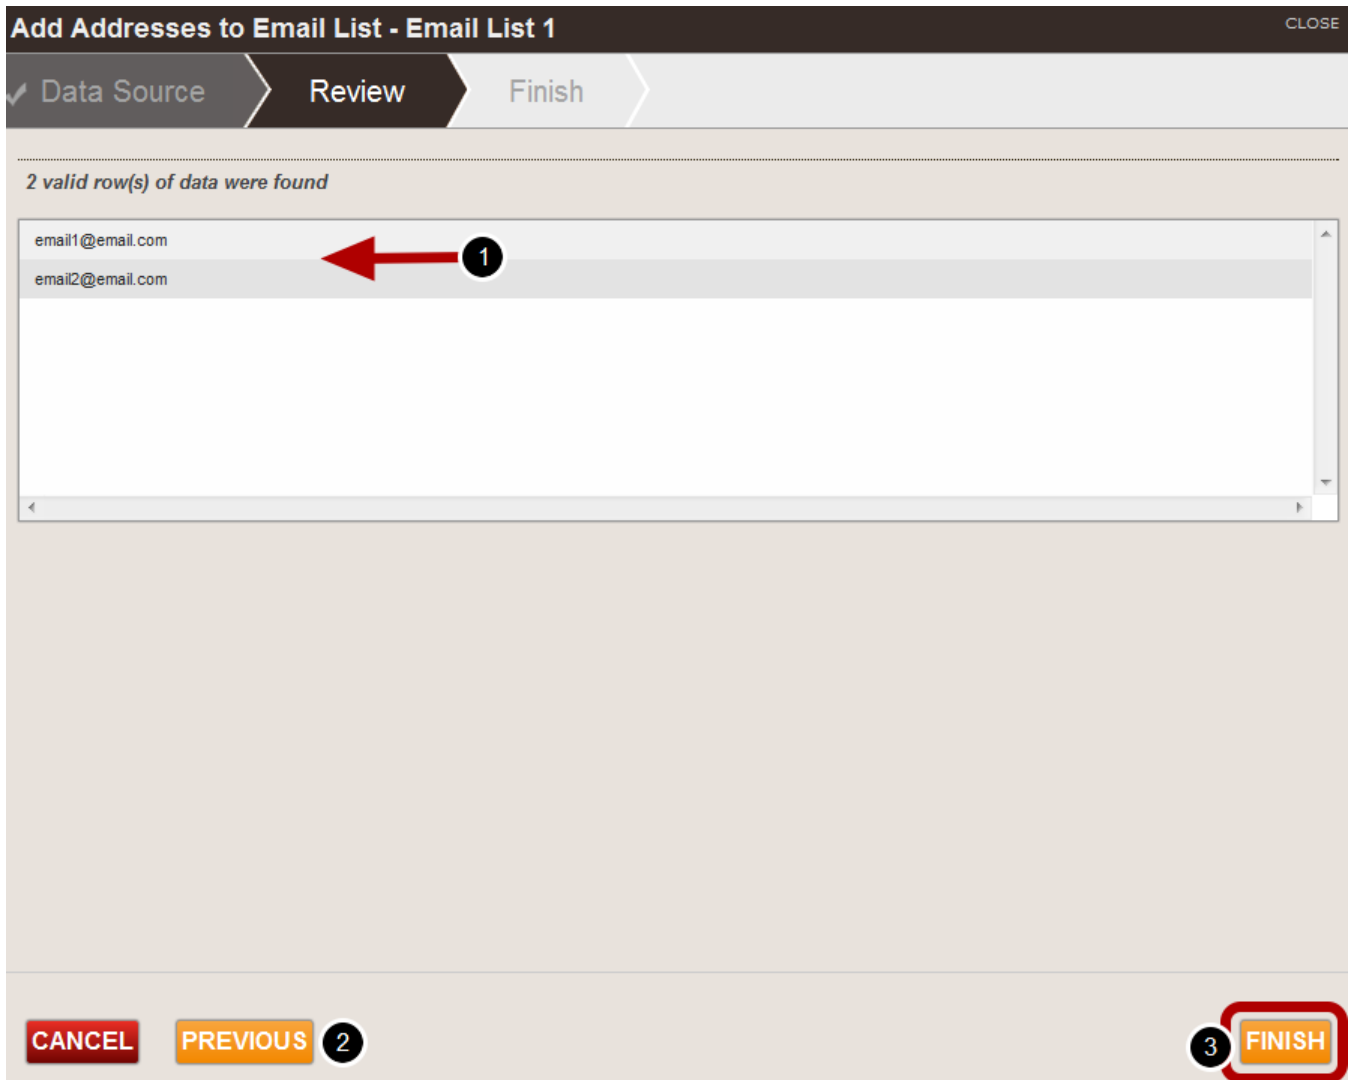 Add Addresses to Email List - Email List 1
CLOSE
Data Source
Review
Finish
2 valid row(s) of data were found
email1@email.com
1
email2@email.com
CANCEL
PREVIOUS
2
3
FINISH